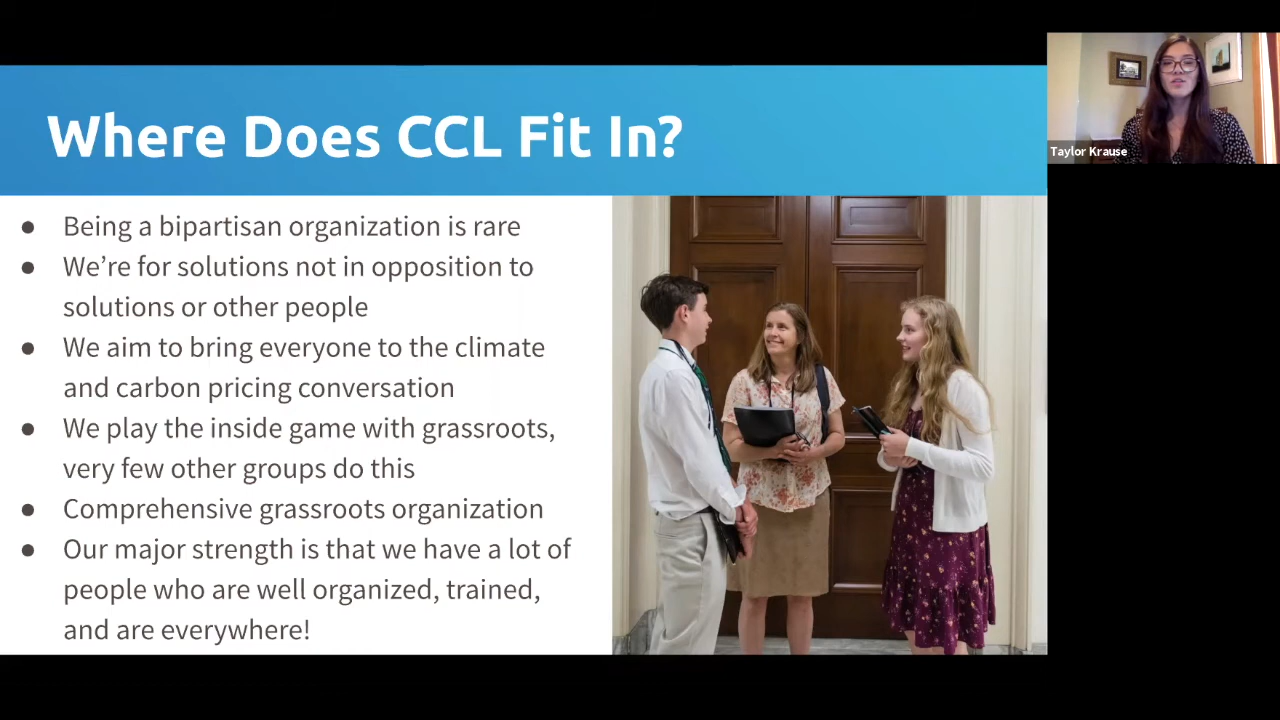 Where Does CCL Fit In?
Taylor Krause
● Being a bipartisan organization is rare
● We're for solutions not in opposition to
solutions or other people
● We aim to bring everyone to the climate
and carbon pricing conversation
● We play the inside game with grassroots,
very few other groups do this
● Comprehensive grassroots organization
● Our major strength is that we have a lot of
people who are well organized, trained,
and are everywhere!